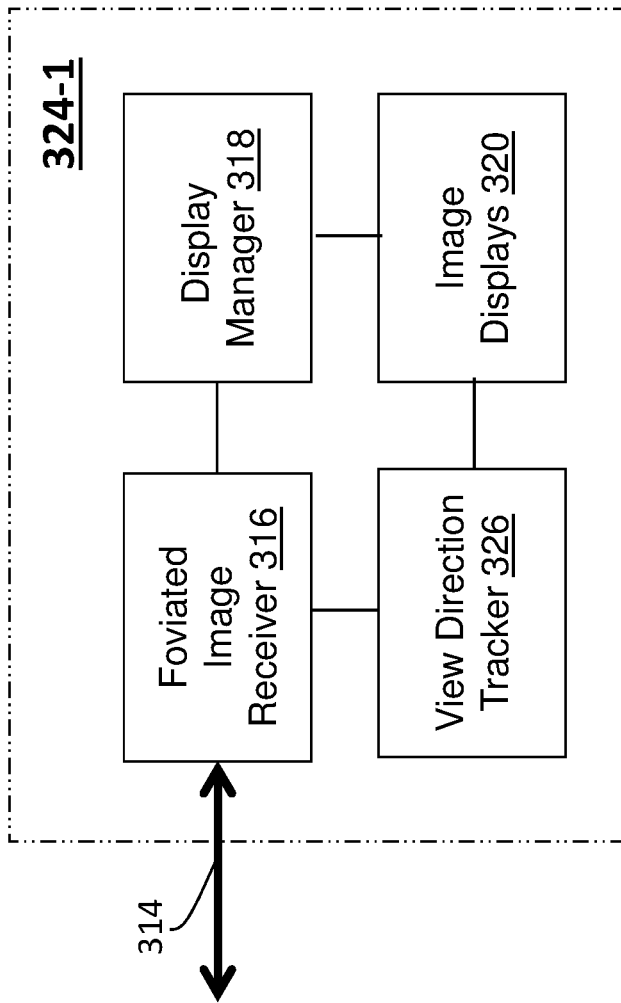 324-1
Foviated
Image
Receiver 316
Display
Manager 318
View Direction
Tracker 326
Image
Displays 320
314